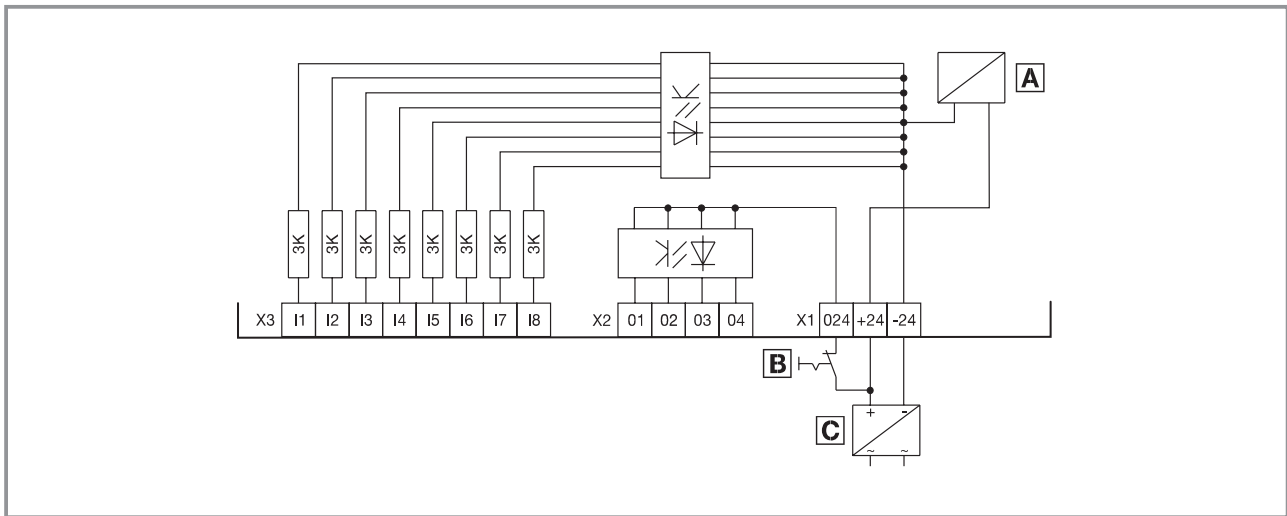 A
3K 3K 3K 3K 3K 3K 3K 3K
X3 I1 I2 I3 I4 I5 I6 I7 I8 X2 01 02 03 04 X1 024 +24 -24
B
+ -
C
~ ~